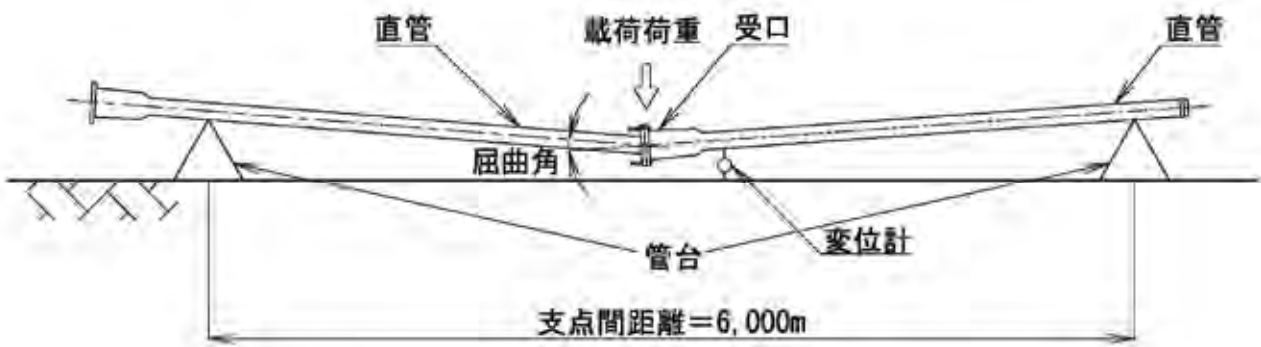 直管
載荷荷重
受口
直管
屈曲角
管台
変位計
支点間距離=6,000m